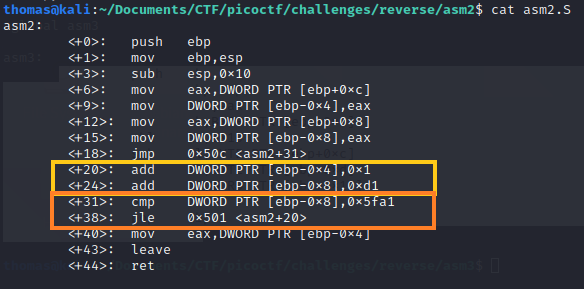 thomas@kali:~/Documents/CTF/picoctf/challenges/reverse/asm2$ cat asm2.S
asm2:
<+0>: push ebp
<+1>: mov ebp,esp
<+3>: sub esp,0×10
<+6>: mov eax,DWORD PTR [ebp+0×c]
<+9>: mov DWORD PTR [ebp-0×4],eax
<+12>: mov eax,DWORD PTR [ebp+0×8]
<+15>: mov DWORD PTR [ebp-0×8],eax
<+18>: jmp 0×50c <asm2+31>
<+20>: add DWORD PTR [ebp-0×4],0×1
<+24>: add DWORD PTR [ebp-0×8],0×d1
<+31>: cmp DWORD PTR [ebp-0×8],0×5fa1
<+38>: jle 0×501 <asm2+20>
<+40>: mov eax,DWORD PTR [ebp-0×4]
<+43>: leave
<+44>: ret